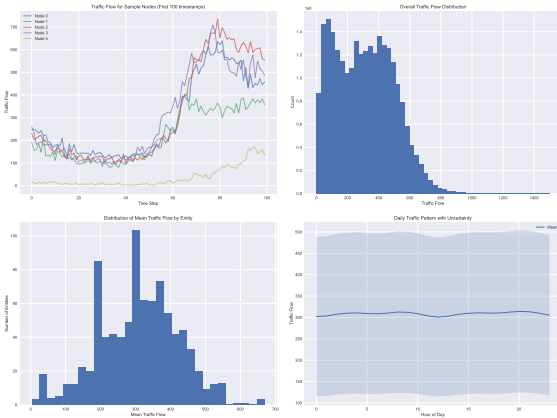 Traffic Flow for Sample Nodes (First 100 timestamps)
Node 0
Node 1
Node 2
Node 3
Node 4
700
600
500
400
300
200
100
0
Traffic Flow
0 20 40 60 80 100
Time Step
Overall Traffic Flow Distribution
1e6
1.4
1.2
1.0
0.8
0.6
0.4
0.2
0.0
Count
0 200 400 600 800 1000 1200 1400
Traffic Flow
Distribution of Mean Traffic Flow by Entity
100
80
60
40
20
0
Number of Entities
0 100 200 300 400 500 600 700
Mean Traffic Flow
Daily Traffic Pattern with Uncertainty
Mean
500
450
400
350
300
250
200
150
100
Traffic Flow
0 5 10 15 20
Hour of Day